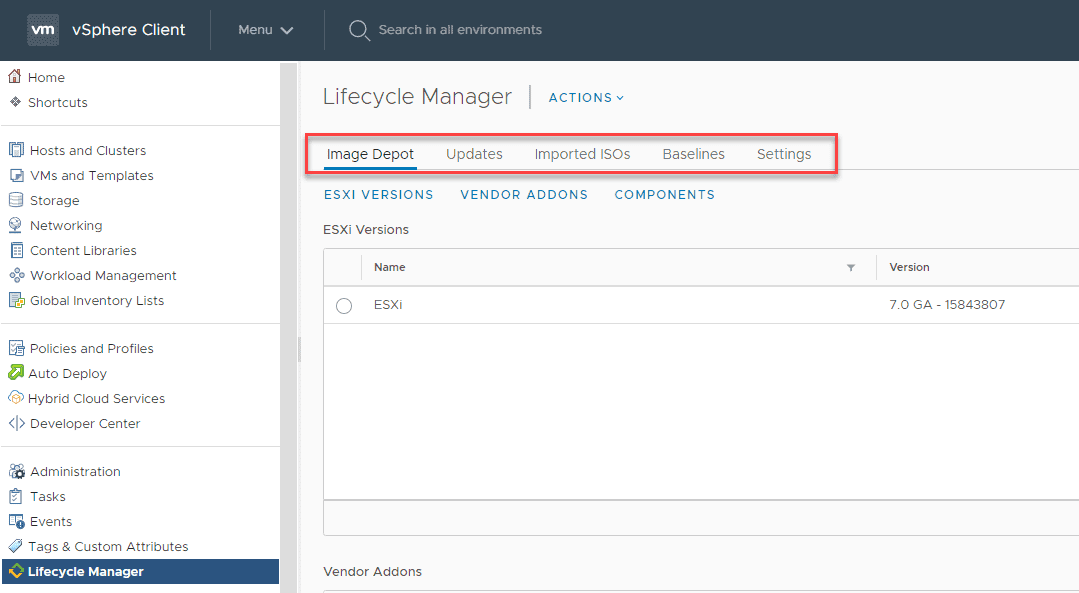 vm vSphere Client Menu Search in all environments
Home
Shortcuts
Hosts and Clusters
VMs and Templates
Storage
Networking
Content Libraries
Workload Management
Global Inventory Lists
Policies and Profiles
Auto Deploy
Hybrid Cloud Services
Developer Center
Administration
Tasks
Events
Tags & Custom Attributes
Lifecycle Manager
Lifecycle Manager ACTIONS
Image Depot Updates Imported ISOs Baselines Settings
ESXI VERSIONS VENDOR ADDONS COMPONENTS
ESXi Versions
Name Version
ESXi 7.0 GA - 15843807
Vendor Addons